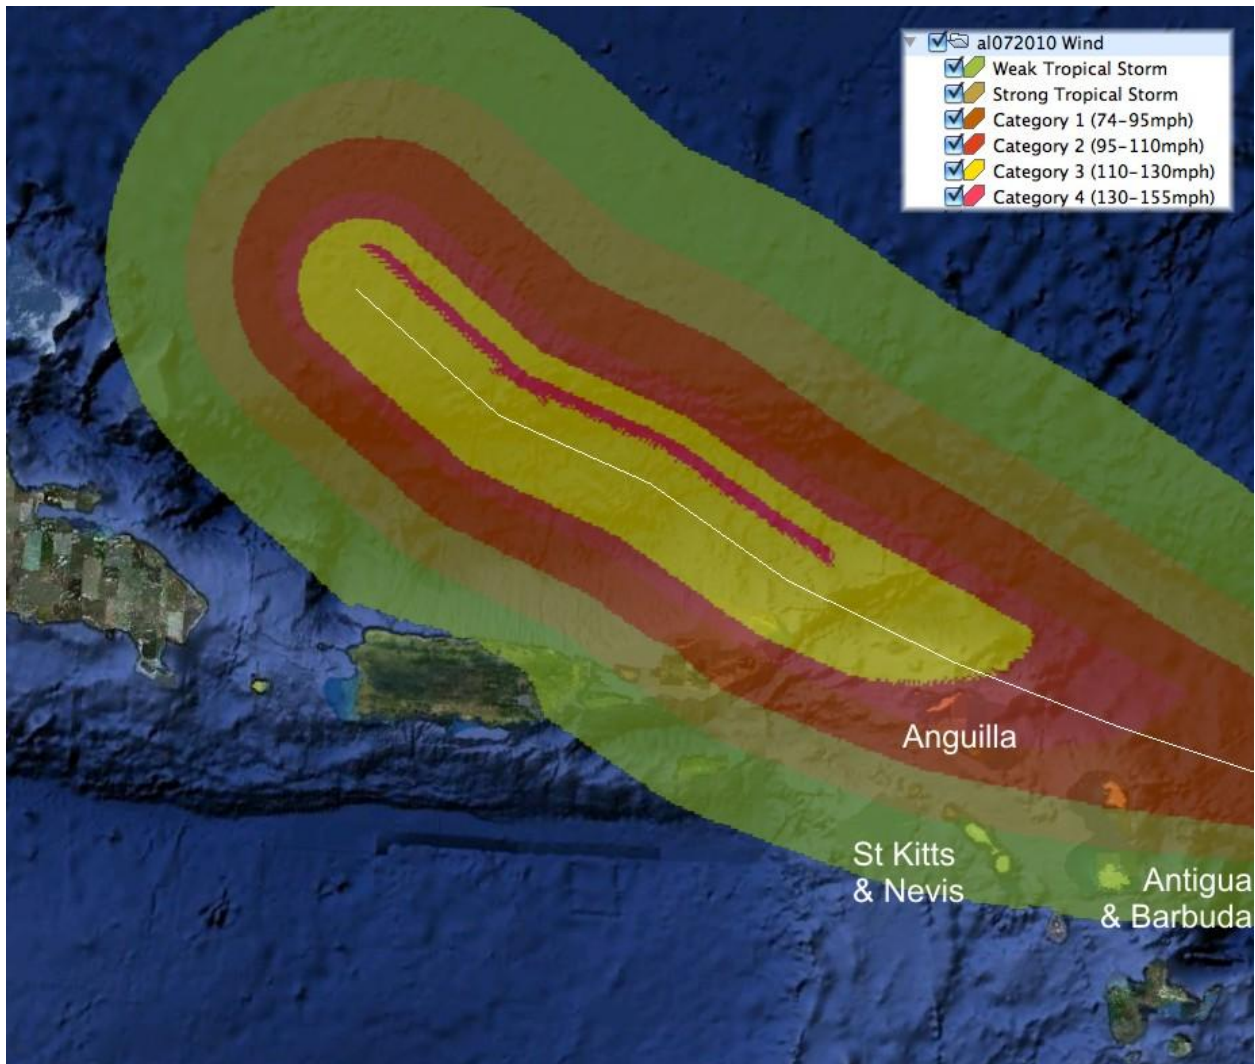 al072010 Wind
Weak Tropical Storm
Strong Tropical Storm
Category 1 (74-95mph)
Category 2 (95-110mph)
Category 3 (110-130mph)
Category 4 (130-155mph)
Anguilla
St Kitts
& Nevis
Antigua
& Barbuda